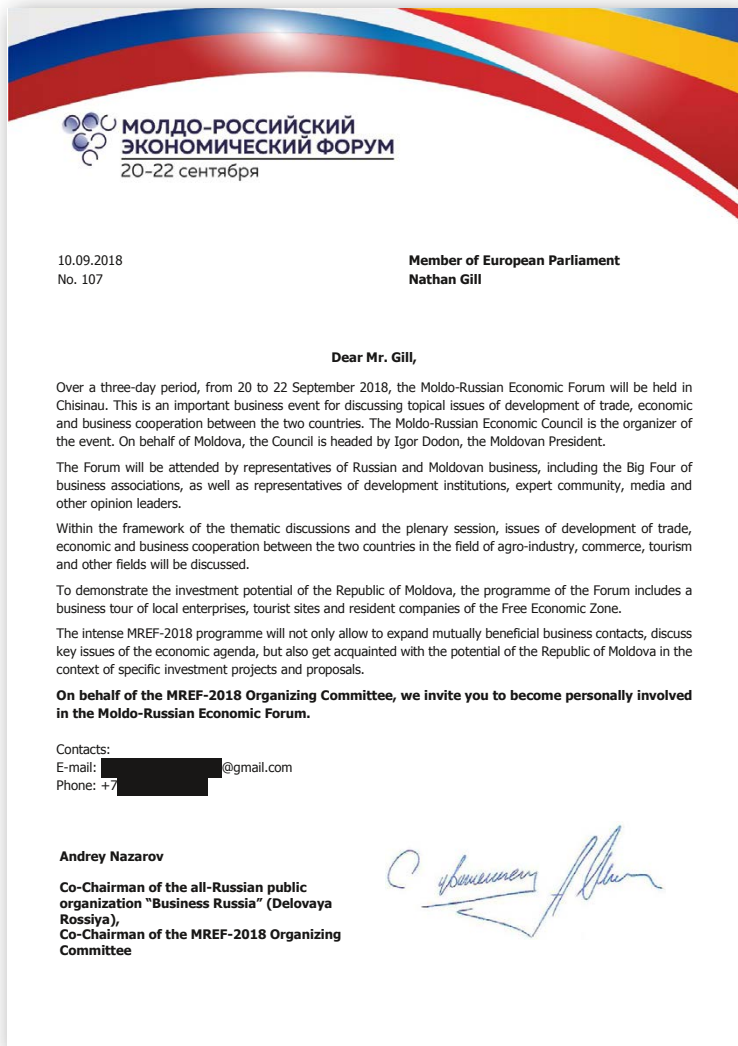 МОЛДО-РОССИЙСКИЙ
ЭКОНОМИЧЕСКИЙ ФОРУМ
20-22 сентября
10.09.2018
No. 107
Member of European Parliament
Nathan Gill
Dear Mr. Gill,
Over a three-day period, from 20 to 22 September 2018, the Moldo-Russian Economic Forum will be held in
Chisinau. This is an important business event for discussing topical issues of development of trade, economic
and business cooperation between the two countries. The Moldo-Russian Economic Council is the organizer of
the event. On behalf of Moldova, the Council is headed by Igor Dodon, the Moldovan President.
The Forum will be attended by representatives of Russian and Moldovan business, including the Big Four of
business associations, as well as representatives of development institutions, expert community, media and
other opinion leaders.
Within the framework of the thematic discussions and the plenary session, issues of development of trade,
economic and business cooperation between the two countries in the field of agro-industry, commerce, tourism
and other fields will be discussed.
To demonstrate the investment potential of the Republic of Moldova, the programme of the Forum includes a
business tour of local enterprises, tourist sites and resident companies of the Free Economic Zone.
The intense MREF-2018 programme will not only allow to expand mutually beneficial business contacts, discuss
key issues of the economic agenda, but also get acquainted with the potential of the Republic of Moldova in the
context of specific investment projects and proposals.
On behalf of the MREF-2018 Organizing Committee, we invite you to become personally involved
in the Moldo-Russian Economic Forum.
Contacts:
E-mail: @gmail.com
Phone: +7
Andrey Nazarov
Co-Chairman of the all-Russian public
organization "Business Russia" (Delovaya
Rossiya),
Co-Chairman of the MREF-2018 Organizing
Committee
С уважением